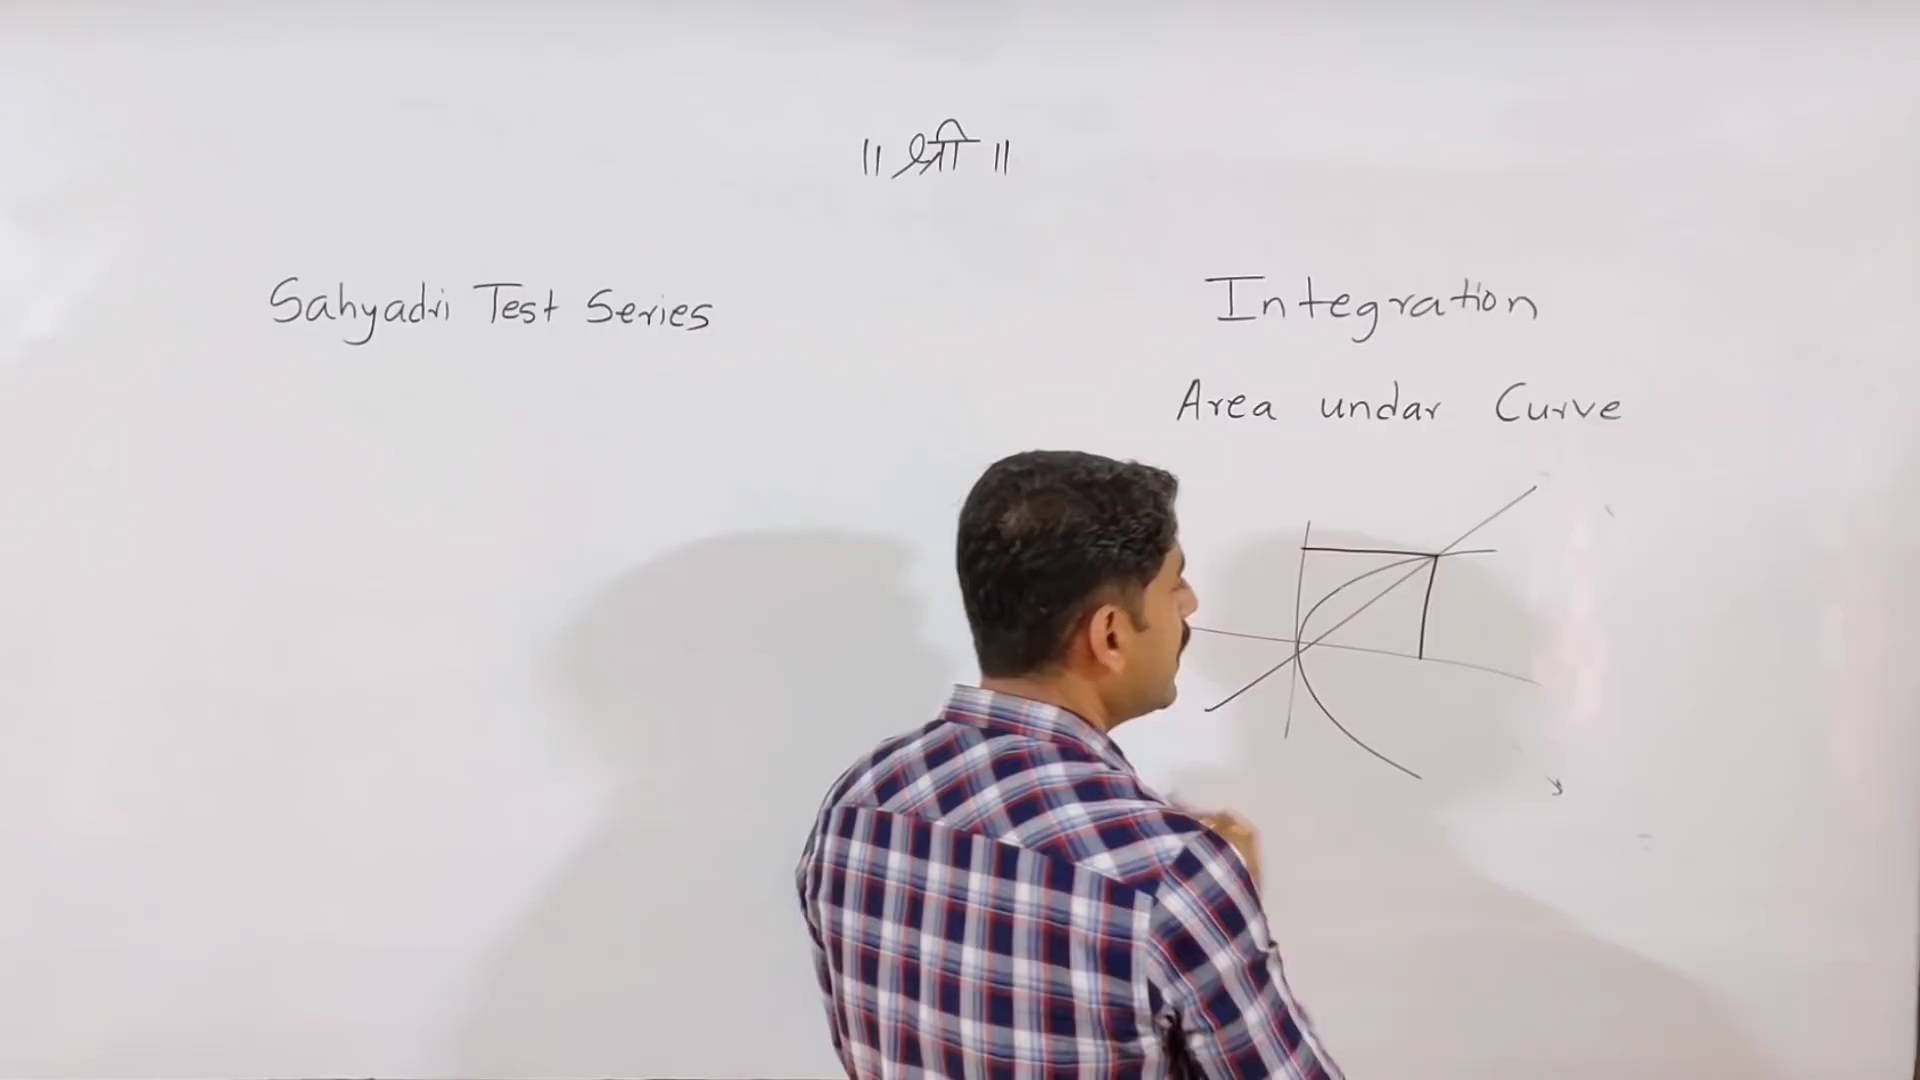 ॥ श्री ॥
Sahyadri Test Series
Integration
Area undar Curve